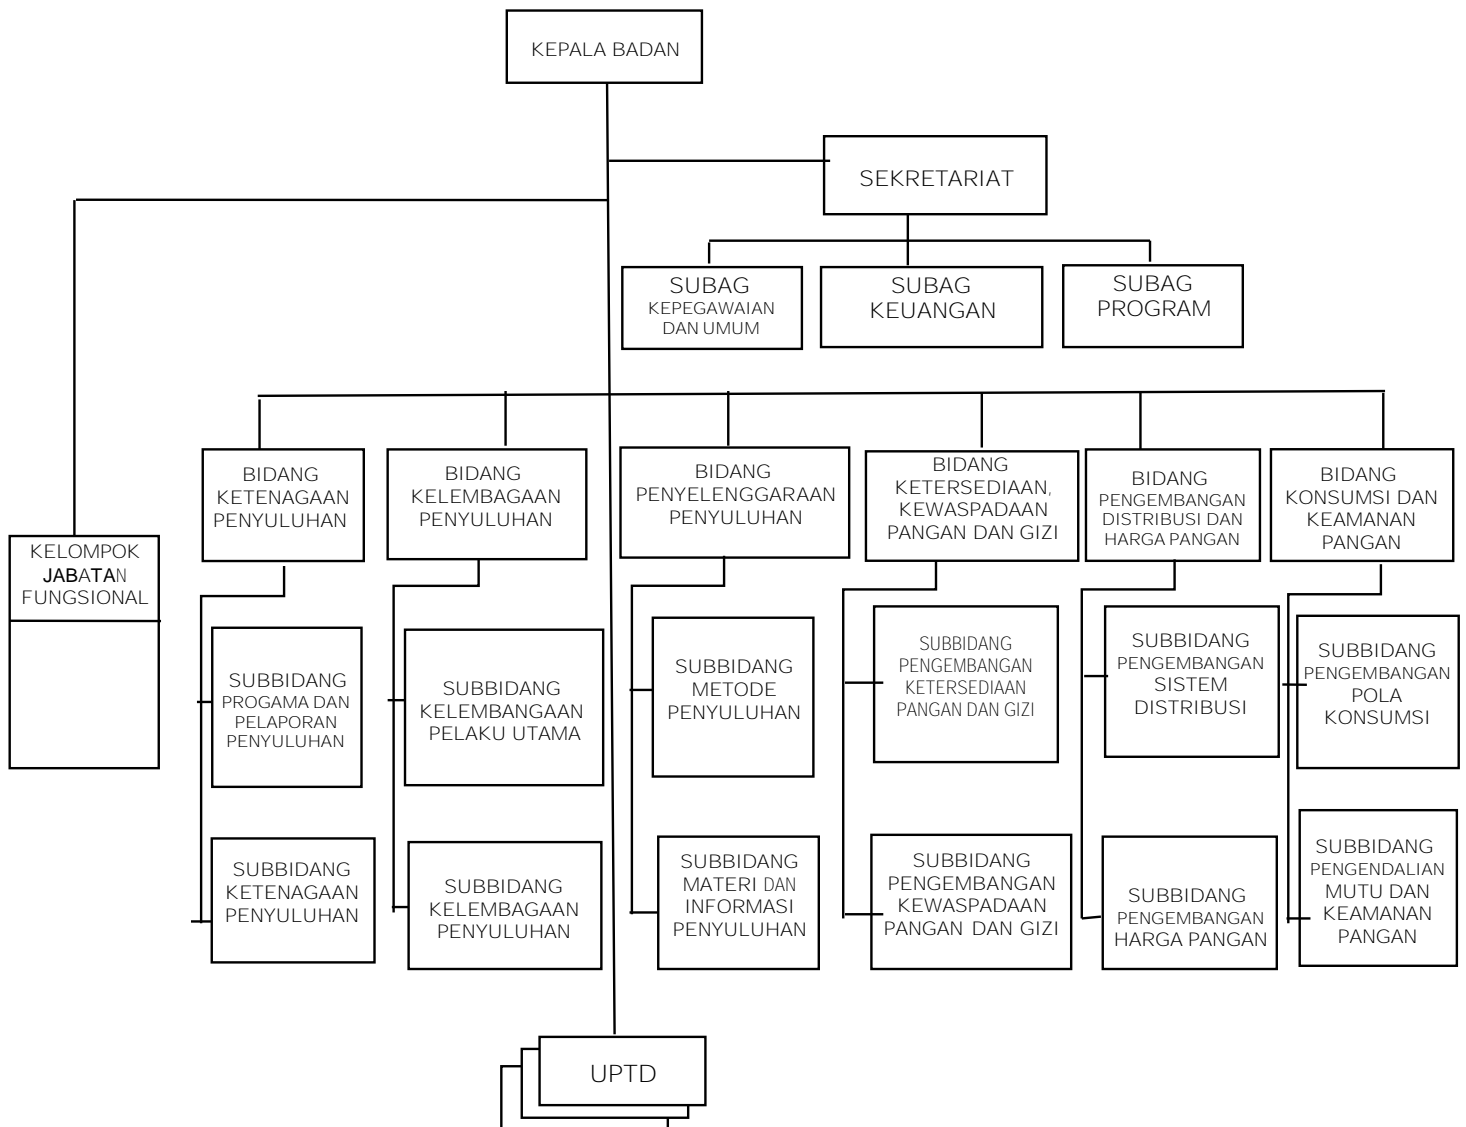 KEPALA BADAN
SEKRETARIAT
SUBAG
KEPEGAWAIAN
DAN UMUM
SUBAG
KEUANGAN
SUBAG
PROGRAM
BIDANG
KETENAGAAN
PENYULUHAN
BIDANG
KELEMBAGAAN
PENYULUHAN
BIDANG
PENYELENGGARAAN
PENYULUHAN
BIDANG
KETERSEDIAAN,
KEWASPADAAN
PANGAN DAN GIZI
BIDANG
PENGEMBANGAN
DISTRIBUSI DAN
HARGA PANGAN
BIDANG
KONSUMSI DAN
KEAMANAN
PANGAN
KELOMPOK
JABATAN
FUNGSIONAL
SUBBIDANG
PROGAMA DAN
PELAPORAN
PENYULUHAN
SUBBIDANG
KELEMBANGAAN
PELAKU UTAMA
SUBBIDANG
METODE
PENYULUHAN
SUBBIDANG
PENGEMBANGAN
KETERSEDIAAN
PANGAN DAN GIZI
SUBBIDANG
PENGEMBANGAN
SISTEM
DISTRIBUSI
SUBBIDANG
PENGEMBANGAN
POLA
KONSUMSI
SUBBIDANG
KETENAGAAN
PENYULUHAN
SUBBIDANG
KELEMBAGAAN
PENYULUHAN
SUBBIDANG
MATERI DAN
INFORMASI
PENYULUHAN
SUBBIDANG
PENGEMBANGAN
KEWASPADAAN
PANGAN DAN GIZI
SUBBIDANG
PENGEMBANGAN
HARGA PANGAN
SUBBIDANG
PENGENDALIAN
MUTU DAN
KEAMANAN
PANGAN
UPTD